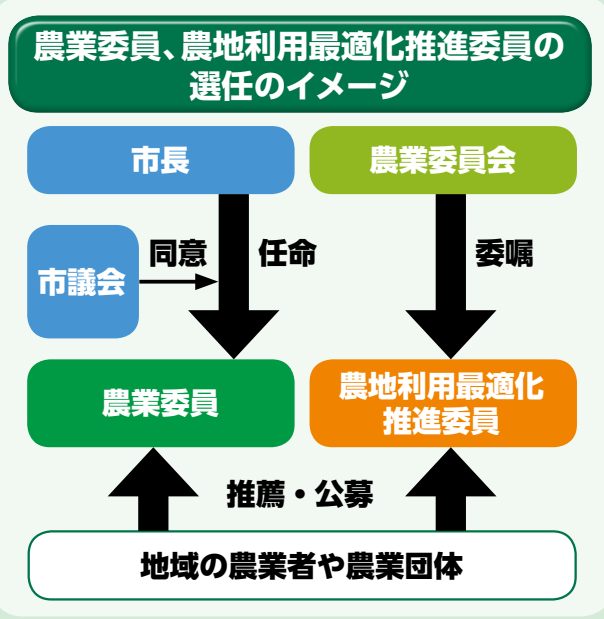 農業委員、農地利用最適化推進委員の
選任のイメージ
市長
農業委員会
市議会
同意
任命
委嘱
農業委員
農地利用最適化
推進委員
推薦・公募
地域の農業者や農業団体